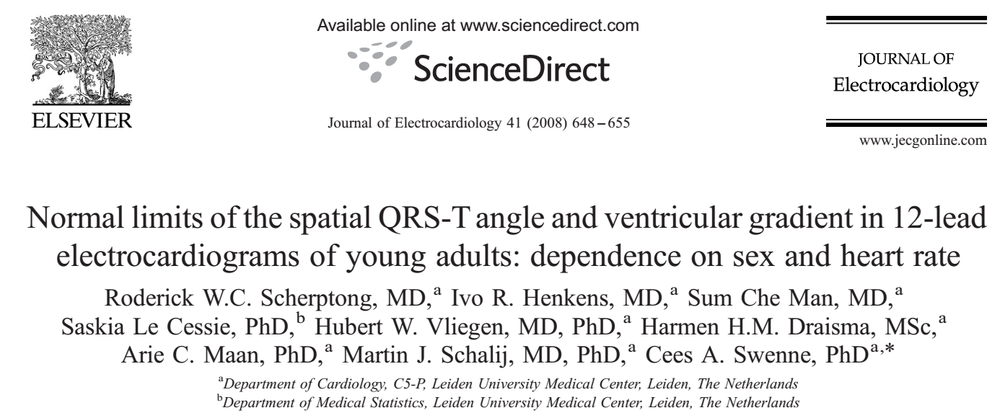 Available online at www.sciencedirect.com
ScienceDirect
ELSEVIER
Journal of Electrocardiology 41 (2008) 648–655
JOURNAL OF
Electrocardiology
www.jecgonline.com
Normal limits of the spatial QRS-T angle and ventricular gradient in 12-lead
electrocardiograms of young adults: dependence on sex and heart rate
Roderick W.C. Scherptong, MD,ᵃ Ivo R. Henkens, MD,ᵃ Sum Che Man, MD,ᵃ
Saskia Le Cessie, PhD,ᵇ Hubert W. Vliegen, MD, PhD,ᵃ Harmen H.M. Draisma, MSc,ᵃ
Arie C. Maan, PhD,ᵃ Martin J. Schalij, MD, PhD,ᵃ Cees A. Swenne, PhDᵃ,*
ᵃDepartment of Cardiology, C5-P, Leiden University Medical Center, Leiden, The Netherlands
ᵇDepartment of Medical Statistics, Leiden University Medical Center, Leiden, The Netherlands